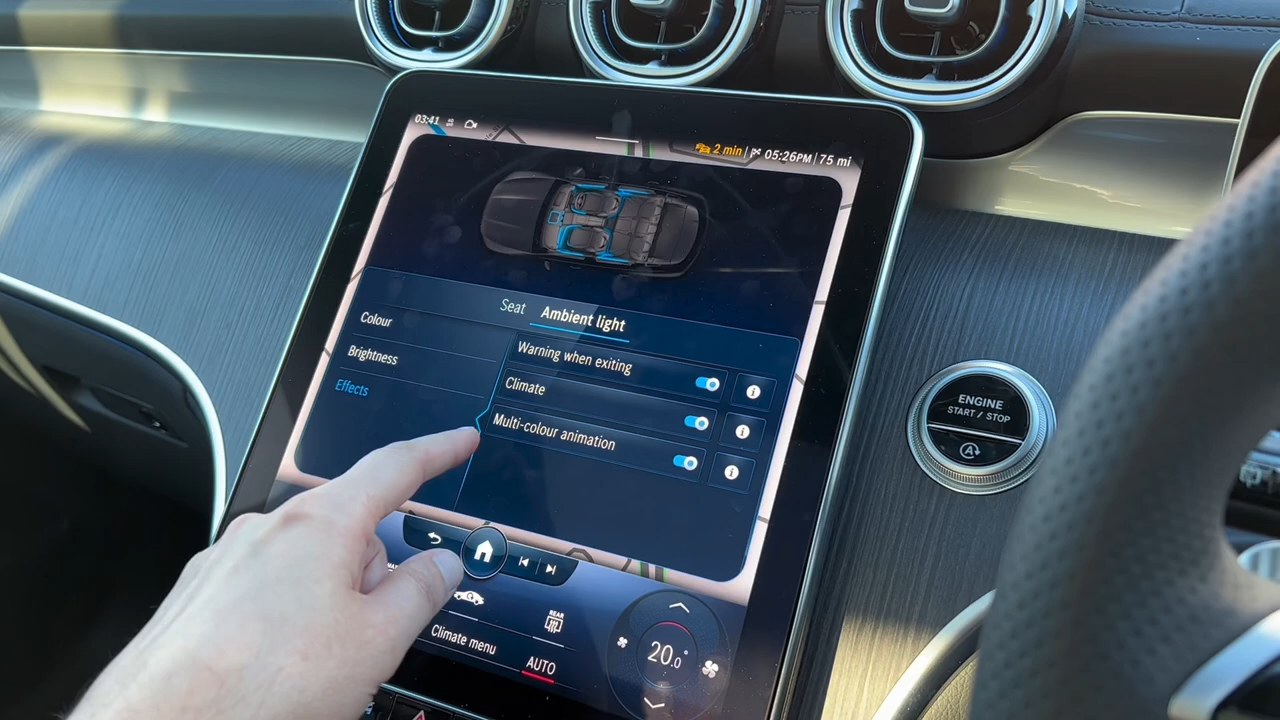 03:41
2 min | 05:26PM | 75 mi
Seat Ambient light
Colour
Brightness
Effects
Warning when exiting
Climate
Multi-colour animation
ENGINE
START / STOP
A
REAR
Climate menu
AUTO
20.0°